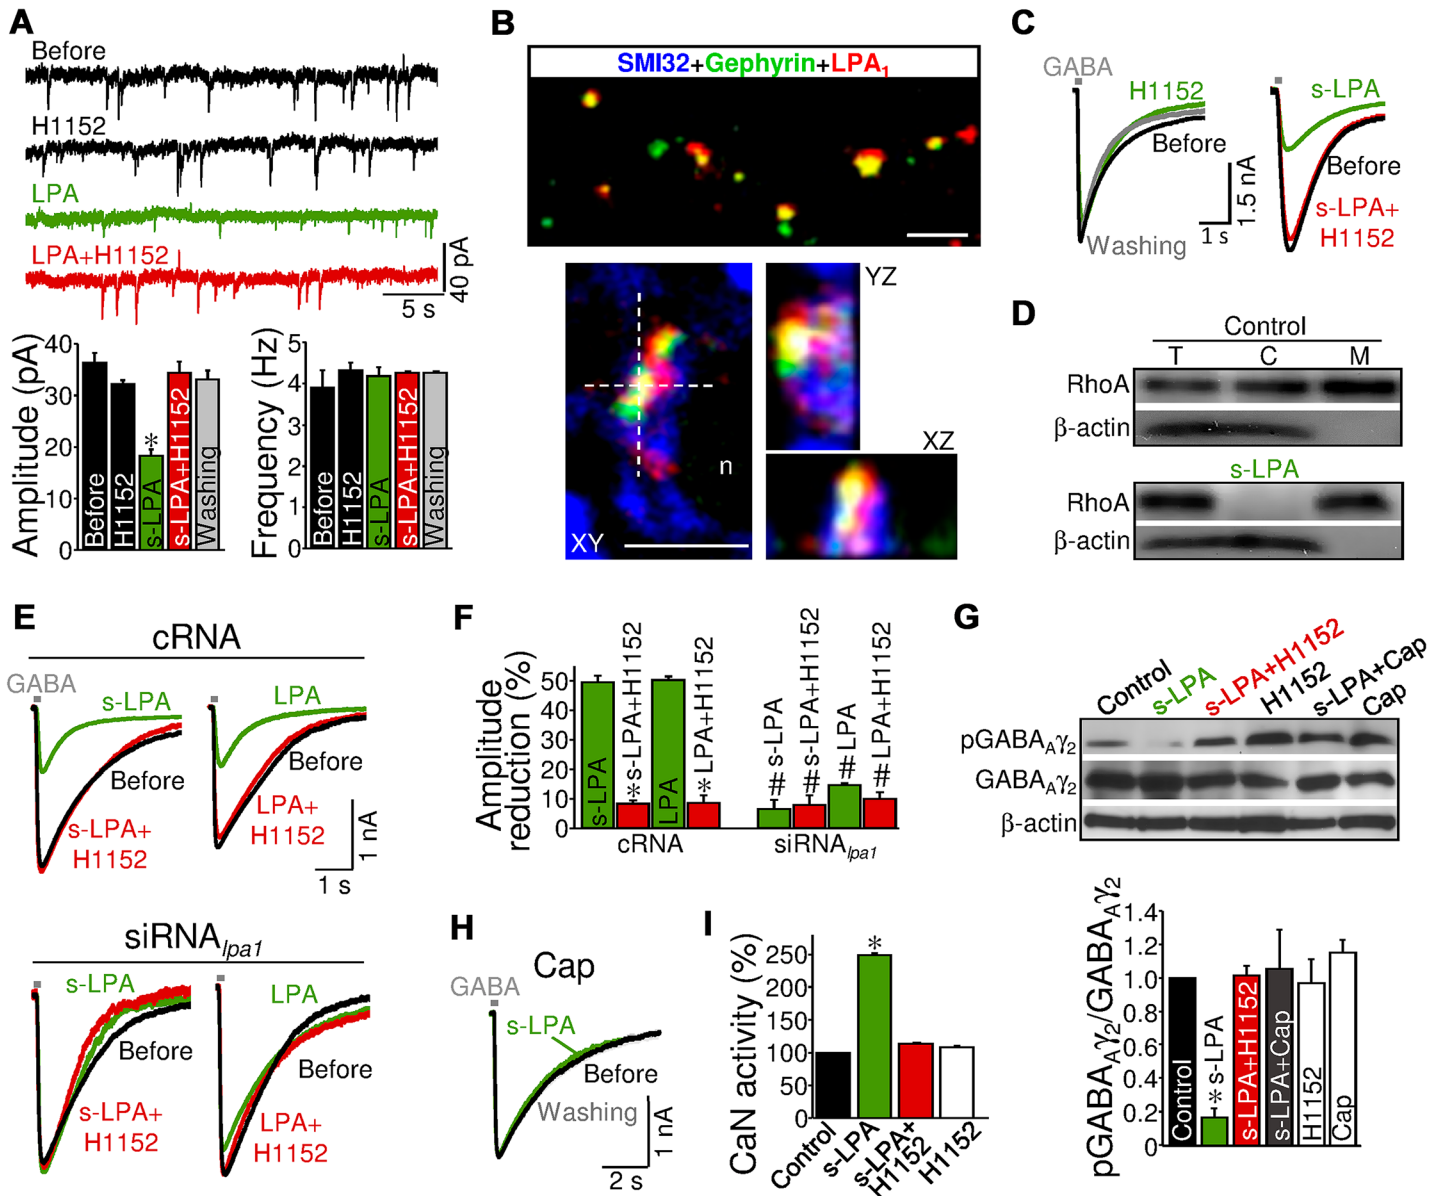 A
Before
H1152
LPA
LPA+H1152
40 pA
5 s
Amplitude (pA)
40
30
20
10
0
Before
H1152
s-LPA
*
s-LPA+H1152
Washing
Frequency (Hz)
5
4
3
2
1
0
Before
H1152
s-LPA
s-LPA+H1152
Washing
B
SMI32+Gephyrin+LPA1
XY
n
YZ
XZ
C
GABA
H1152
Before
Washing
1.5 nA
1 s
s-LPA
Before
s-LPA+
H1152
D
Control
T C M
RhoA
β-actin
s-LPA
RhoA
β-actin
E
cRNA
GABA
s-LPA
Before
s-LPA+
H1152
LPA
Before
LPA+
H1152
1 nA
1 s
siRNAlpa1
s-LPA
Before
s-LPA+
H1152
LPA
Before
LPA+
H1152
F
Amplitude
reduction (%)
50
40
30
20
10
0
s-LPA
*s-LPA+H1152
LPA
*LPA+H1152
# s-LPA
# s-LPA+H1152
# LPA
# LPA+H1152
cRNA
siRNAlpa1
G
Control
s-LPA
s-LPA+H1152
H1152
s-LPA+Cap
Cap
pGABAAγ2
GABAAγ2
β-actin
pGABAAγ2/GABAAγ2
1.4
1.2
1.0
0.8
0.6
0.4
0.2
0
Control
* s-LPA
s-LPA+H1152
s-LPA+Cap
H1152
Cap
H
Cap
GABA
s-LPA
Before
Washing
1 nA
2 s
I
CaN activity (%)
250
200
150
100
50
0
*
Control
s-LPA
s-LPA+
H1152
H1152